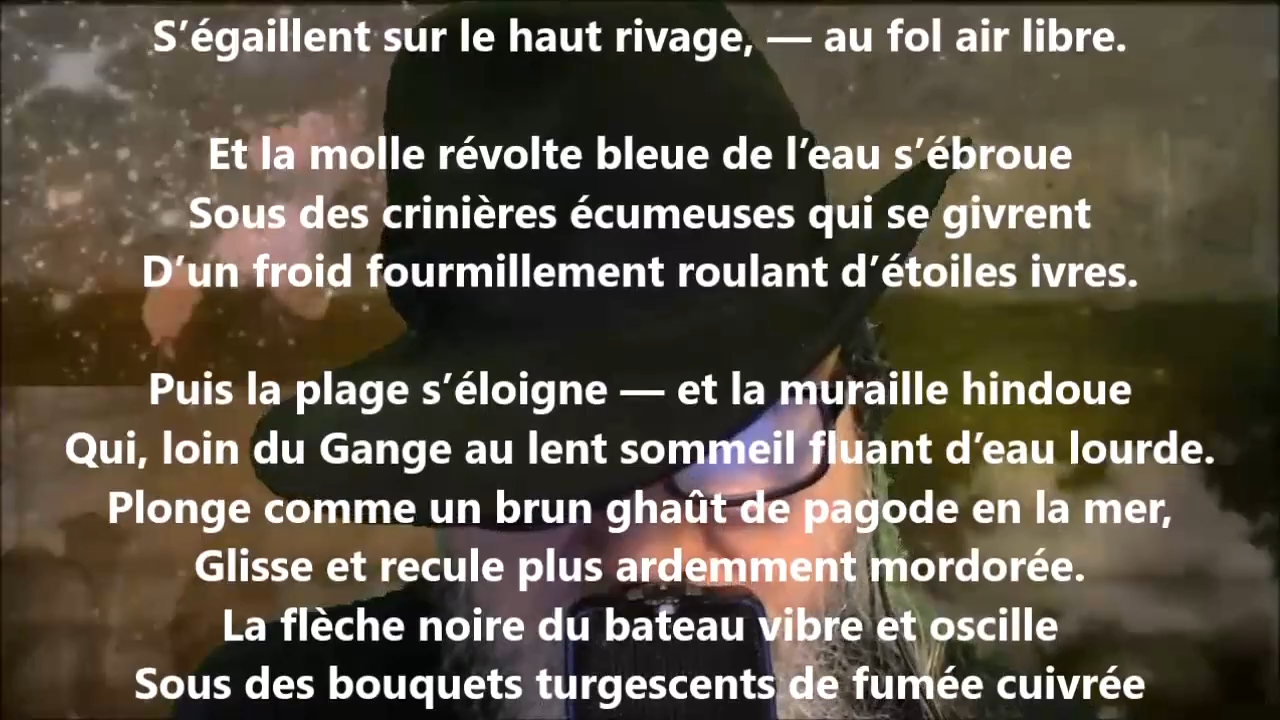 S’égaillent sur le haut rivage, — au fol air libre.
Et la molle révolte bleue de l’eau s’ébroue
Sous des crinières écumeuses qui se givrent
D’un froid fourmillement roulant d’étoiles ivres.
Puis la plage s’éloigne — et la muraille hindoue
Qui, loin du Gange au lent sommeil fluant d’eau lourde.
Plonge comme un brun ghaût de pagode en la mer,
Glisse et recule plus ardemment mordorée.
La flèche noire du bateau vibre et oscille
Sous des bouquets turgescents de fumée cuivrée